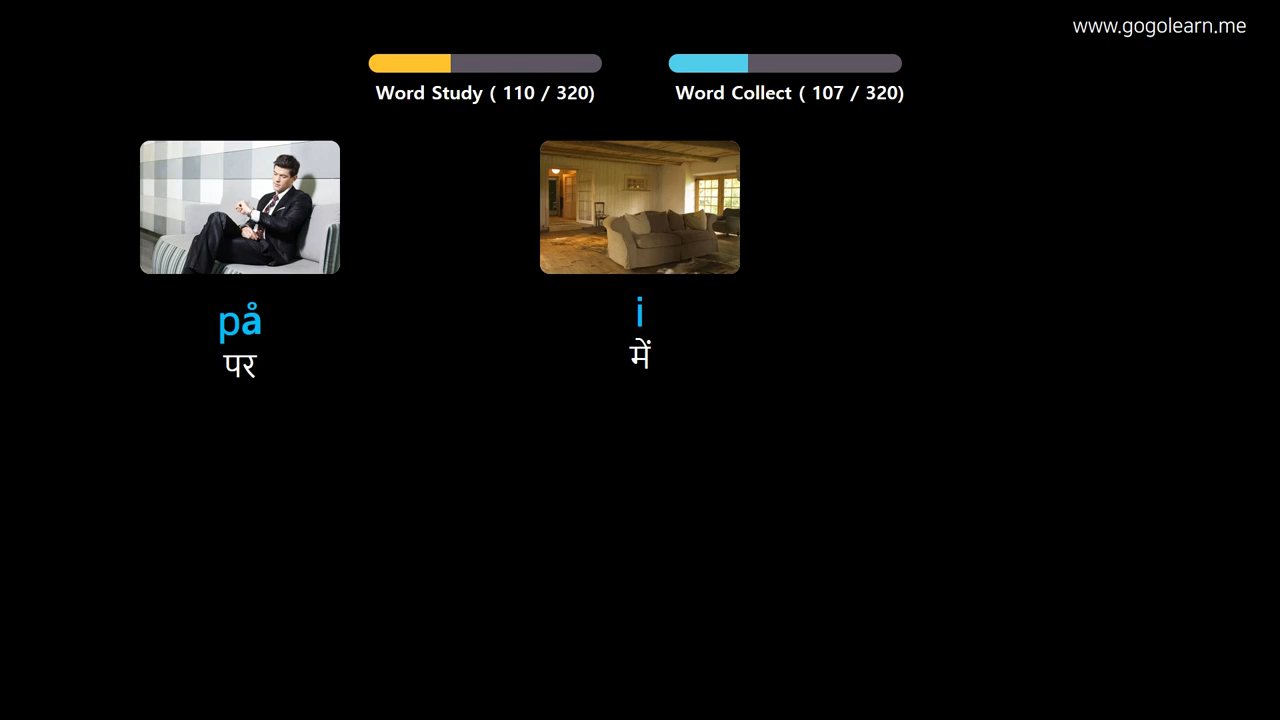 www.gogolearn.me
Word Study ( 110 / 320)
Word Collect ( 107 / 320)
på
पर
i
में